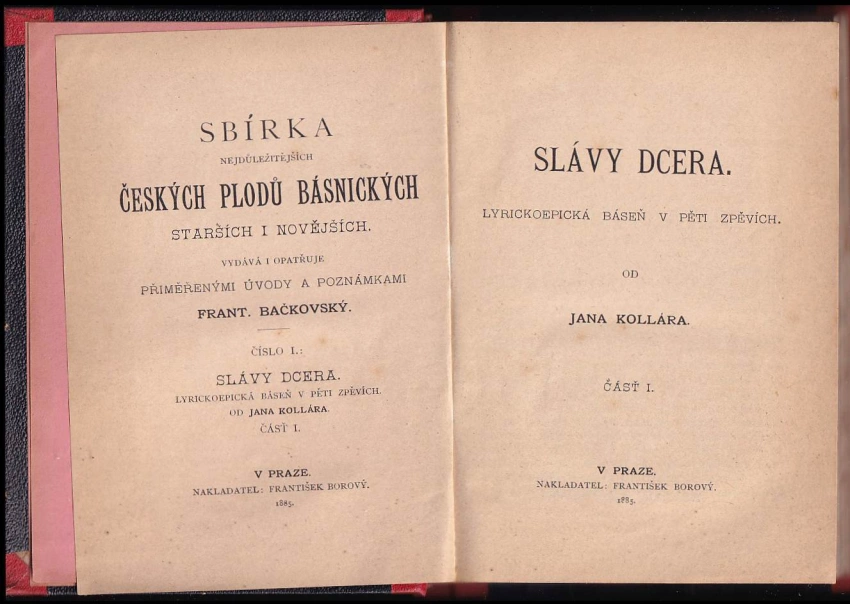 SBÍRKA
NEJDŮLEŽITĚJŠÍCH
ČESKÝCH PLODŮ BÁSNICKÝCH
STARŠÍCH I NOVĚJŠÍCH.
VYDÁVÁ I OPATŘUJE
PŘIMĚŘENÝMI ÚVODY A POZNÁMKAMI
FRANT. BAČKOVSKÝ.
ČÍSLO I.:
SLÁVY DCERA.
LYRICKOEPICKÁ BÁSEŇ V PĚTI ZPĚVÍCH.
OD JANA KOLLÁRA.
ČÁSŤ I.
V PRAZE.
NAKLADATEL: FRANTIŠEK BOROVÝ.
1885.
SLÁVY DCERA.
LYRICKOEPICKÁ BÁSEŇ V PĚTI ZPĚVÍCH.
OD
JANA KOLLÁRA.
ČÁSŤ I.
V PRAZE.
NAKLADATEL: FRANTIŠEK BOROVÝ.
1885.